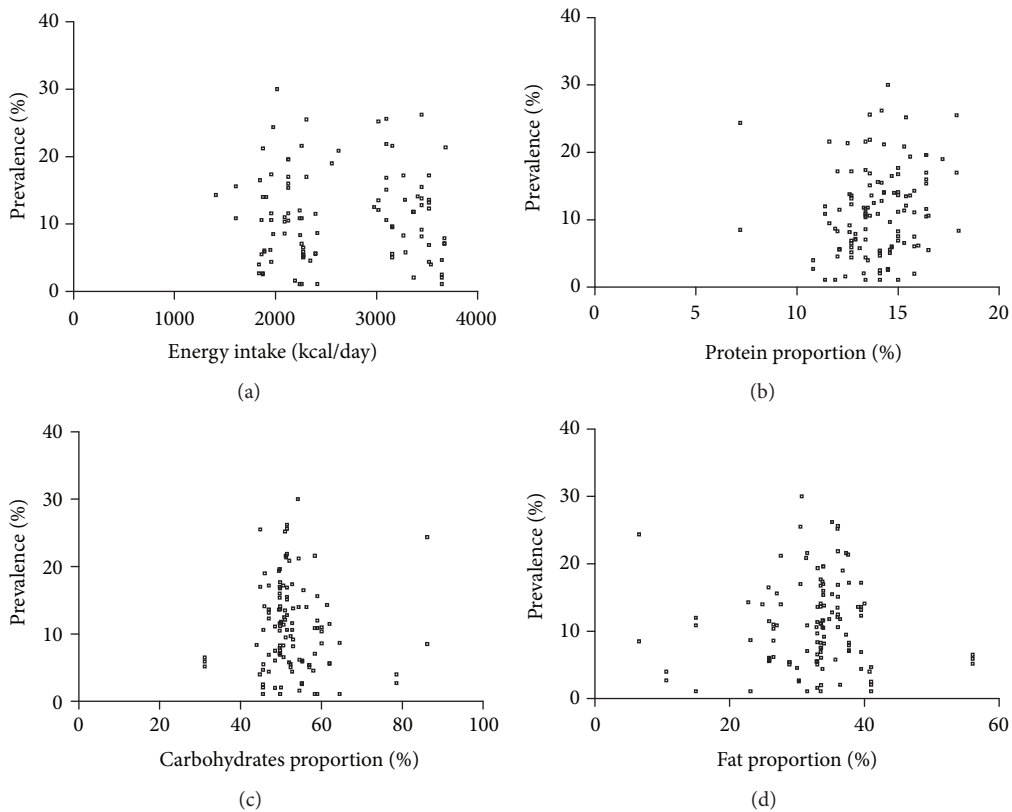 40
30
20
10
0
Prevalence (%)
0 1000 2000 3000 4000
Energy intake (kcal/day)
(a)
40
30
20
10
0
Prevalence (%)
0 5 10 15 20
Protein proportion (%)
(b)
40
30
20
10
0
Prevalence (%)
0 20 40 60 80 100
Carbohydrates proportion (%)
(c)
40
30
20
10
0
Prevalence (%)
0 20 40 60
Fat proportion (%)
(d)